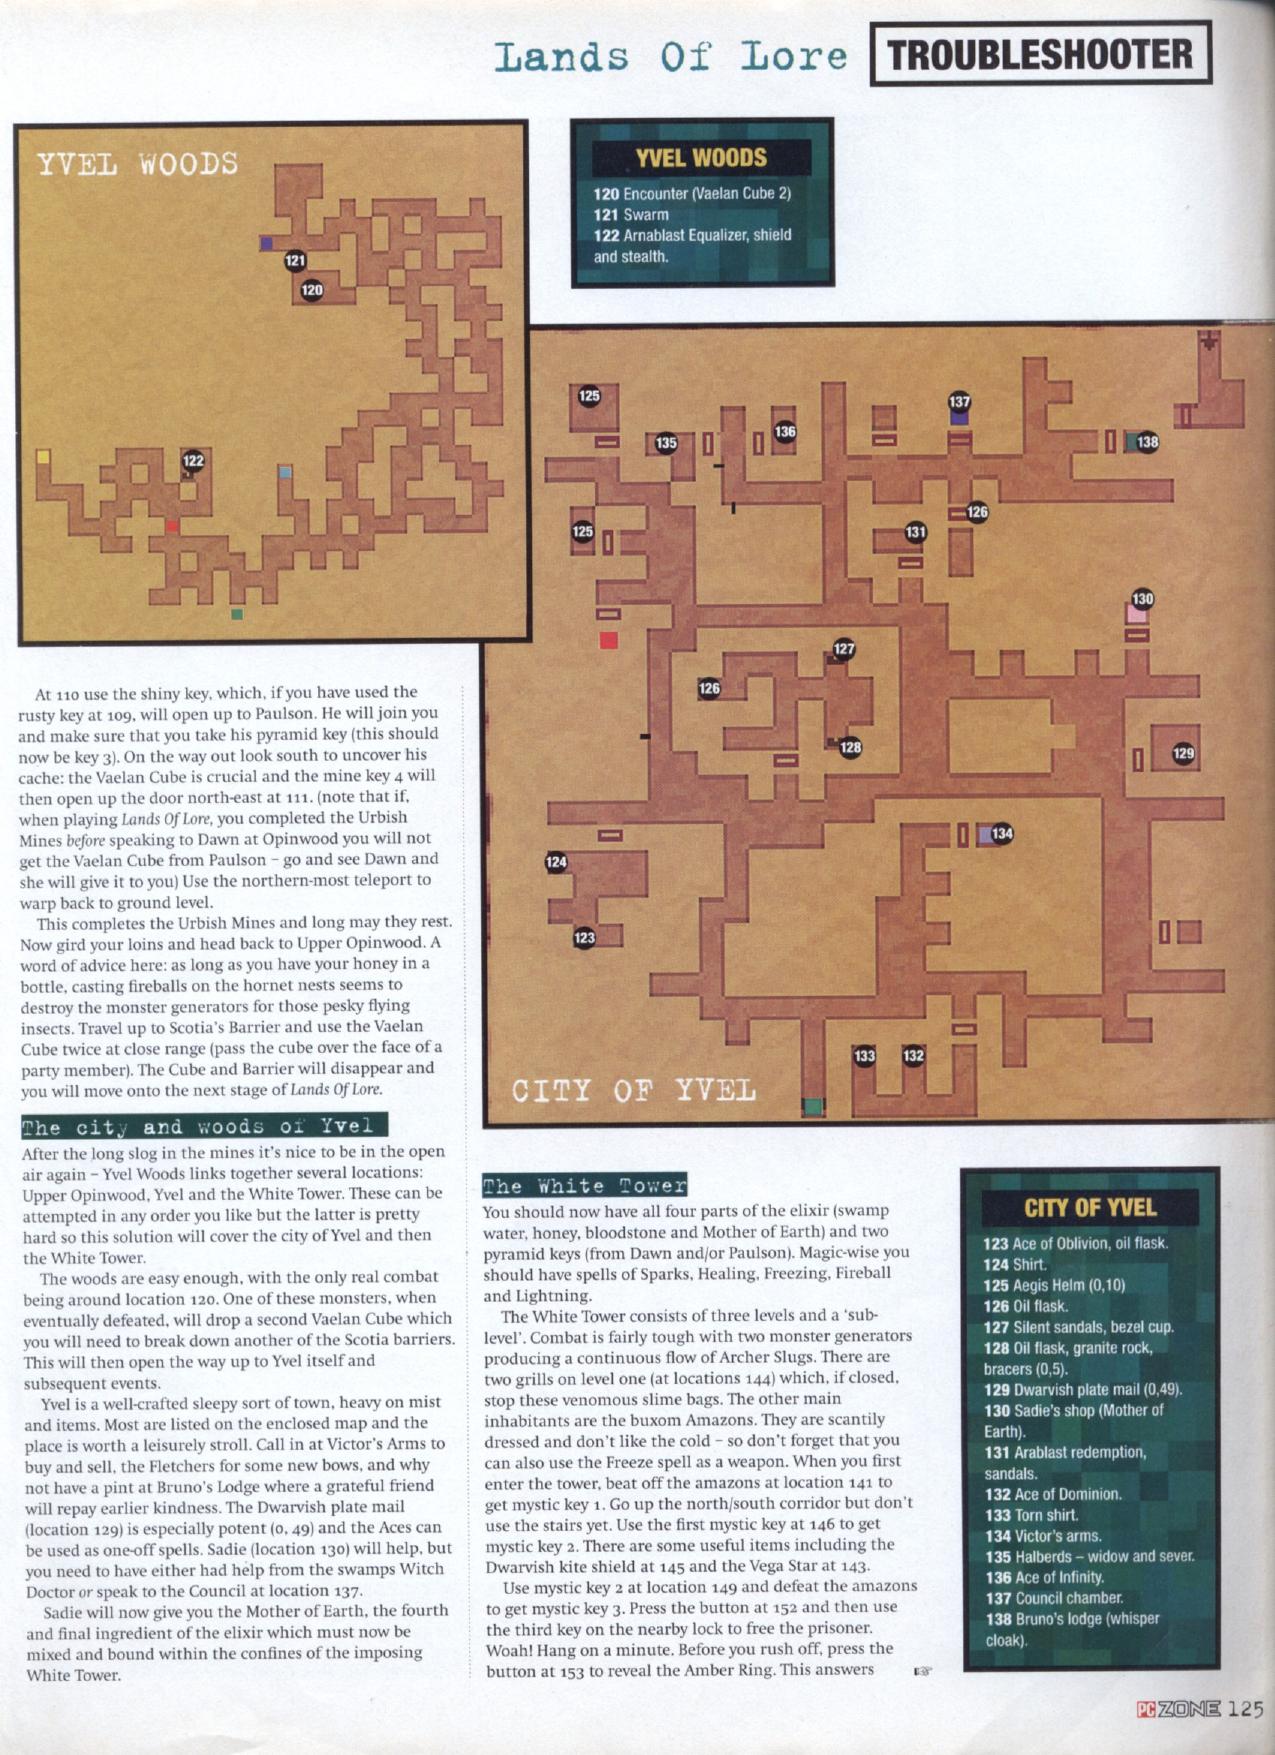 Lands Of Lore
TROUBLESHOOTER
YVEL WOODS
121
120
122
YVEL WOODS
120 Encounter (Vaelan Cube 2)
121 Swarm
122 Arnablast Equalizer, shield
and stealth.
125
135
136
137
138
125
131
126
130
127
126
128
129
134
124
123
133
132
CITY OF YVEL
At 110 use the shiny key, which, if you have used the
rusty key at 109, will open up to Paulson. He will join you
and make sure that you take his pyramid key (this should
now be key 3). On the way out look south to uncover his
cache: the Vaelan Cube is crucial and the mine key 4 will
then open up the door north-east at 111. (note that if,
when playing Lands Of Lore, you completed the Urbish
Mines before speaking to Dawn at Opinwood you will not
get the Vaelan Cube from Paulson – go and see Dawn and
she will give it to you) Use the northern-most teleport to
warp back to ground level.
This completes the Urbish Mines and long may they rest.
Now gird your loins and head back to Upper Opinwood. A
word of advice here: as long as you have your honey in a
bottle, casting fireballs on the hornet nests seems to
destroy the monster generators for those pesky flying
insects. Travel up to Scotia's Barrier and use the Vaelan
Cube twice at close range (pass the cube over the face of a
party member). The Cube and Barrier will disappear and
you will move onto the next stage of Lands Of Lore.
The city and woods of Yvel
After the long slog in the mines it's nice to be in the open
air again – Yvel Woods links together several locations:
Upper Opinwood, Yvel and the White Tower. These can be
attempted in any order you like but the latter is pretty
hard so this solution will cover the city of Yvel and then
the White Tower.
The woods are easy enough, with the only real combat
being around location 120. One of these monsters, when
eventually defeated, will drop a second Vaelan Cube which
you will need to break down another of the Scotia barriers.
This will then open the way up to Yvel itself and
subsequent events.
Yvel is a well-crafted sleepy sort of town, heavy on mist
and items. Most are listed on the enclosed map and the
place is worth a leisurely stroll. Call in at Victor's Arms to
buy and sell, the Fletchers for some new bows, and why
not have a pint at Bruno's Lodge where a grateful friend
will repay earlier kindness. The Dwarvish plate mail
(location 129) is especially potent (0, 49) and the Aces can
be used as one-off spells. Sadie (location 130) will help, but
you need to have either had help from the swamps Witch
Doctor or speak to the Council at location 137.
Sadie will now give you the Mother of Earth, the fourth
and final ingredient of the elixir which must now be
mixed and bound within the confines of the imposing
White Tower.
The White Tower
You should now have all four parts of the elixir (swamp
water, honey, bloodstone and Mother of Earth) and two
pyramid keys (from Dawn and/or Paulson). Magic-wise you
should have spells of Sparks, Healing, Freezing, Fireball
and Lightning.
The White Tower consists of three levels and a 'sub-
level'. Combat is fairly tough with two monster generators
producing a continuous flow of Archer Slugs. There are
two grills on level one (at locations 144) which, if closed,
stop these venomous slime bags. The other main
inhabitants are the buxom Amazons. They are scantily
dressed and don't like the cold – so don't forget that you
can also use the Freeze spell as a weapon. When you first
enter the tower, beat off the amazons at location 141 to
get mystic key 1. Go up the north/south corridor but don't
use the stairs yet. Use the first mystic key at 146 to get
mystic key 2. There are some useful items including the
Dwarvish kite shield at 145 and the Vega Star at 143.
Use mystic key 2 at location 149 and defeat the amazons
to get mystic key 3. Press the button at 152 and then use
the third key on the nearby lock to free the prisoner.
Woah! Hang on a minute. Before you rush off, press the
button at 153 to reveal the Amber Ring. This answers
CITY OF YVEL
123 Ace of Oblivion, oil flask.
124 Shirt.
125 Aegis Helm (0,10)
126 Oil flask.
127 Silent sandals, bezel cup.
128 Oil flask, granite rock,
bracers (0,5).
129 Dwarvish plate mail (0,49).
130 Sadie's shop (Mother of
Earth).
131 Arablast redemption,
sandals.
132 Ace of Dominion.
133 Torn shirt.
134 Victor's arms.
135 Halberds – widow and sever.
136 Ace of Infinity.
137 Council chamber.
138 Bruno's lodge (whisper
cloak).
PC ZONE 125